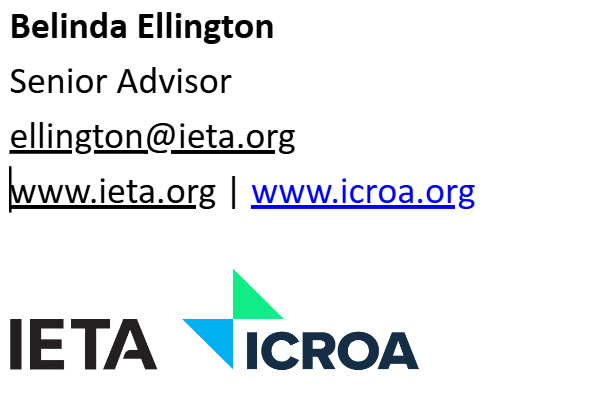 Belinda Ellington
Senior Advisor
ellington@ieta.org
www.ieta.org | www.icroa.org
IETA ICROA